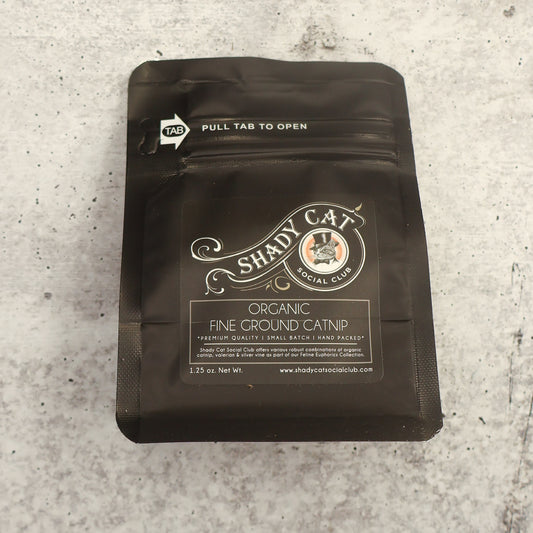 TAB
PULL TAB TO OPEN
SHADY CAT
SOCIAL CLUB
ORGANIC
FINE GROUND CATNIP
*PREMIUM QUALITY | SMALL BATCH | HAND PACKED*
Shady Cat Social Club offers various robust combinations of organic
catnip, valerian & silver vine as part of our Feline Euphorics Collection.
1.25 oz. Net Wt.
www.shadycatsocialclub.com